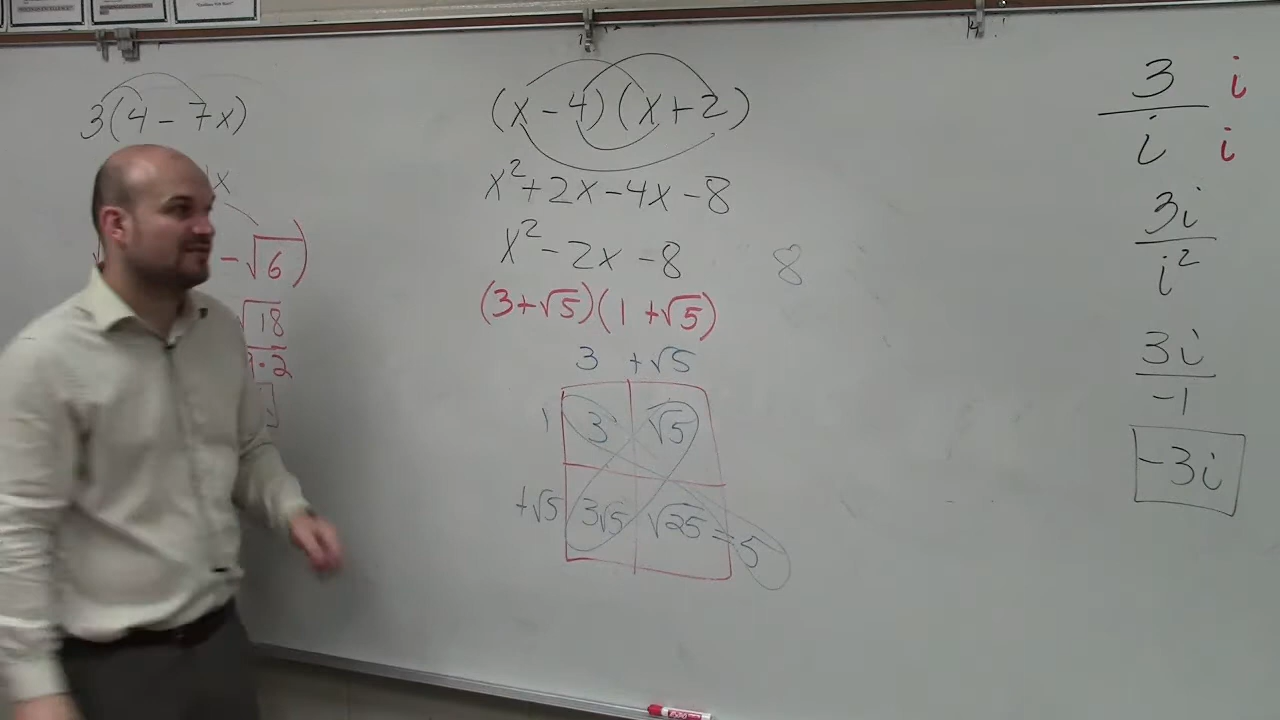 3(4 - 7x)
x
- √6)
√18
9 • 2
(x - 4)(x + 2)
x² + 2x - 4x - 8
x² - 2x - 8
8
(3 + √5)(1 + √5)
3 + √5
1 3 √5
+√5 3√5 √25 = 5
3 i
i i
3i
i²
3i
-1
-3i